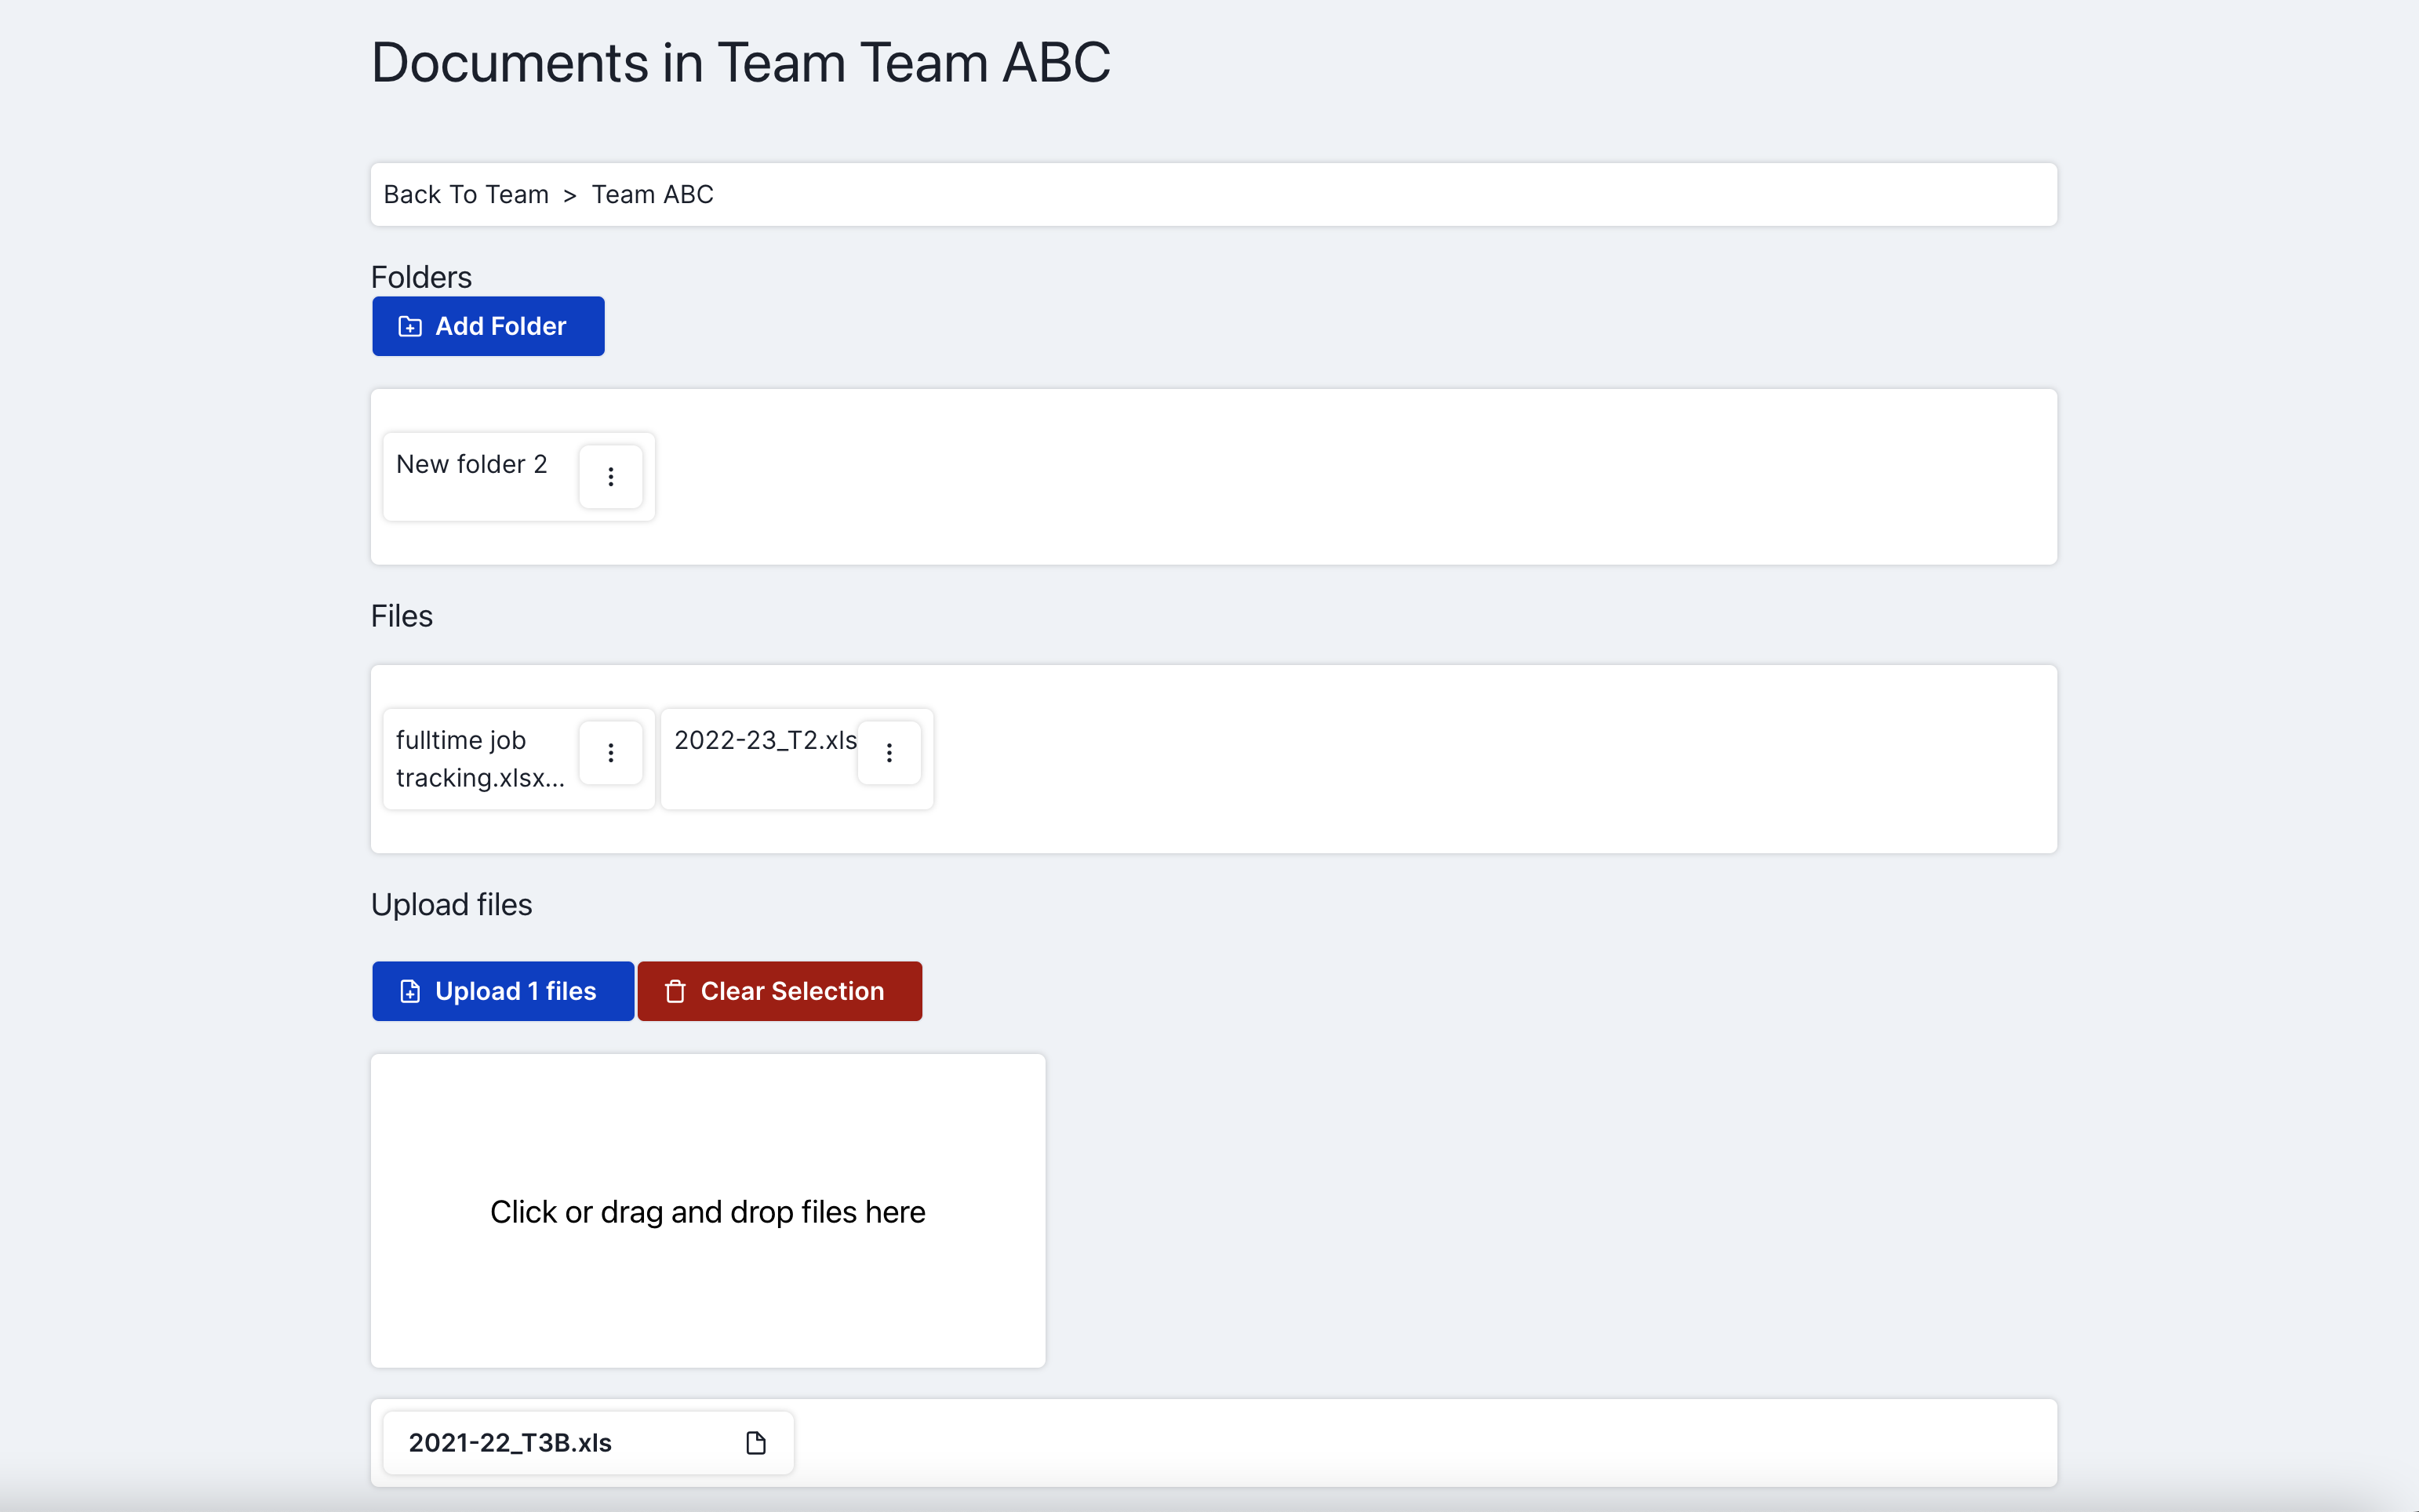 Documents in Team Team ABC
Back To Team > Team ABC
Folders
Add Folder
New folder 2
Files
fulltime job
tracking.xlsx...
2022-23_T2.xls
Upload files
Upload 1 files
Clear Selection
Click or drag and drop files here
2021-22_T3B.xls